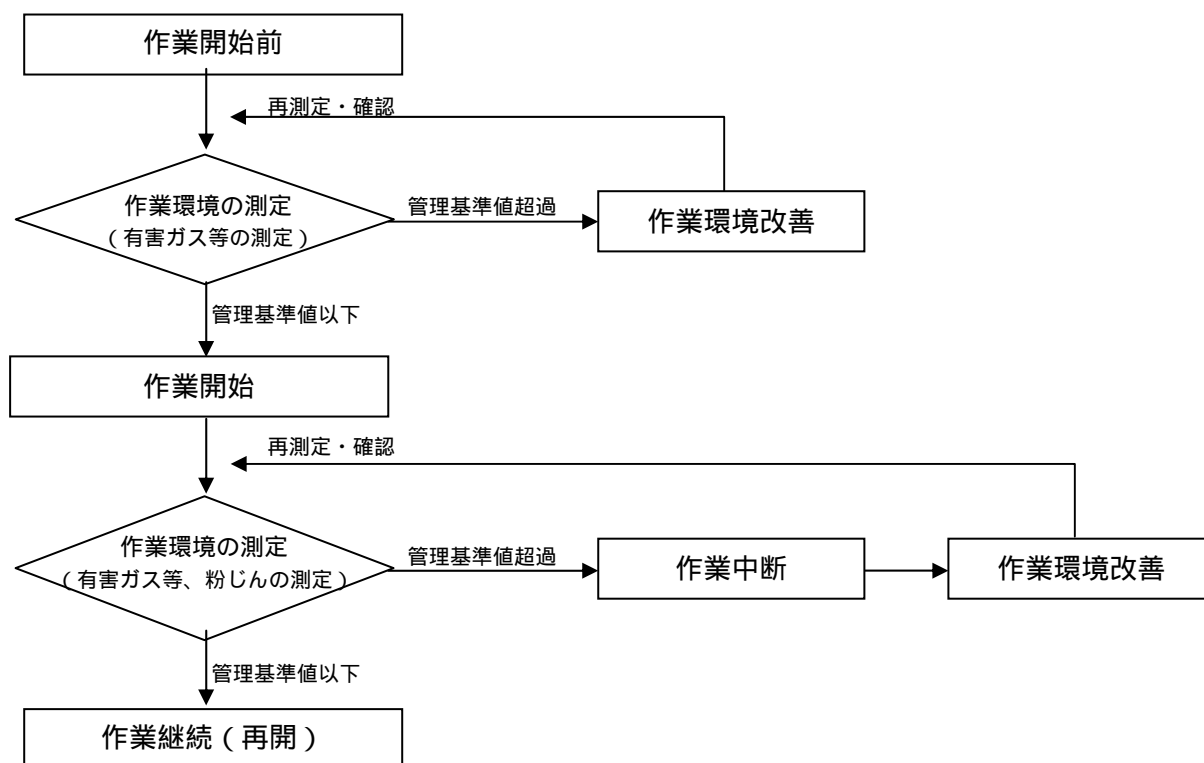 作業開始前
再測定・確認
作業環境の測定
(有害ガス等の測定)
管理基準値超過
作業環境改善
管理基準値以下
作業開始
再測定・確認
作業環境の測定
(有害ガス等、粉じんの測定)
管理基準値超過
作業中断
作業環境改善
管理基準値以下
作業継続(再開)